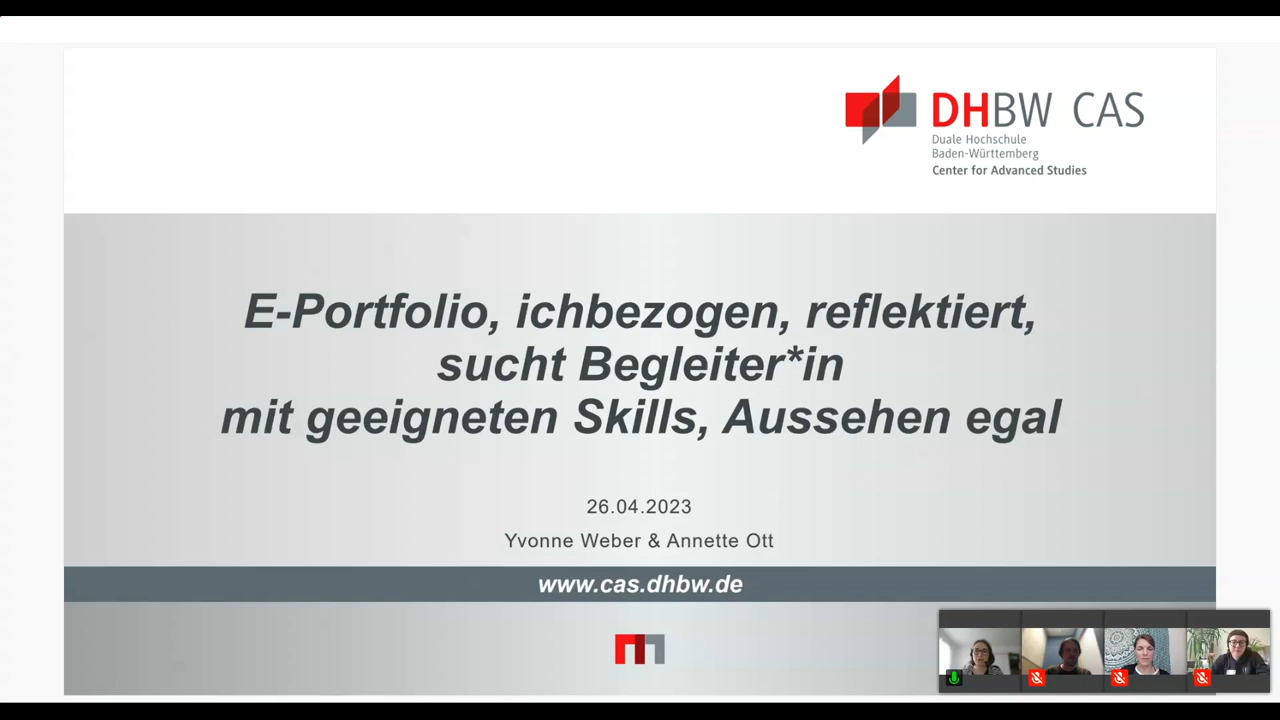 DHBW CAS
Duale Hochschule
Baden-Württemberg
Center for Advanced Studies
E-Portfolio, ichbezogen, reflektiert,
sucht Begleiter*in
mit geeigneten Skills, Aussehen egal
26.04.2023
Yvonne Weber & Annette Ott
www.cas.dhbw.de